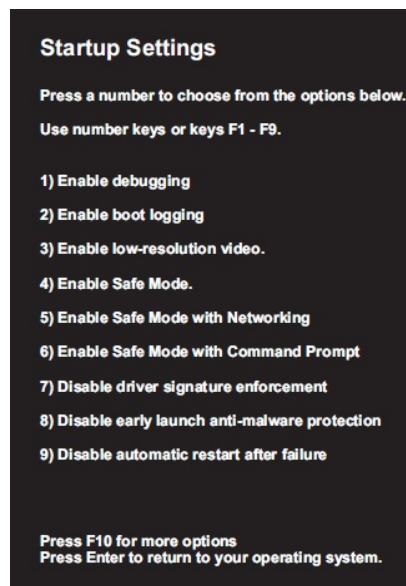 Startup Settings
Press a number to choose from the options below.
Use number keys or keys F1 - F9.
1) Enable debugging
2) Enable boot logging
3) Enable low-resolution video.
4) Enable Safe Mode.
5) Enable Safe Mode with Networking
6) Enable Safe Mode with Command Prompt
7) Disable driver signature enforcement
8) Disable early launch anti-malware protection
9) Disable automatic restart after failure
Press F10 for more options
Press Enter to return to your operating system.